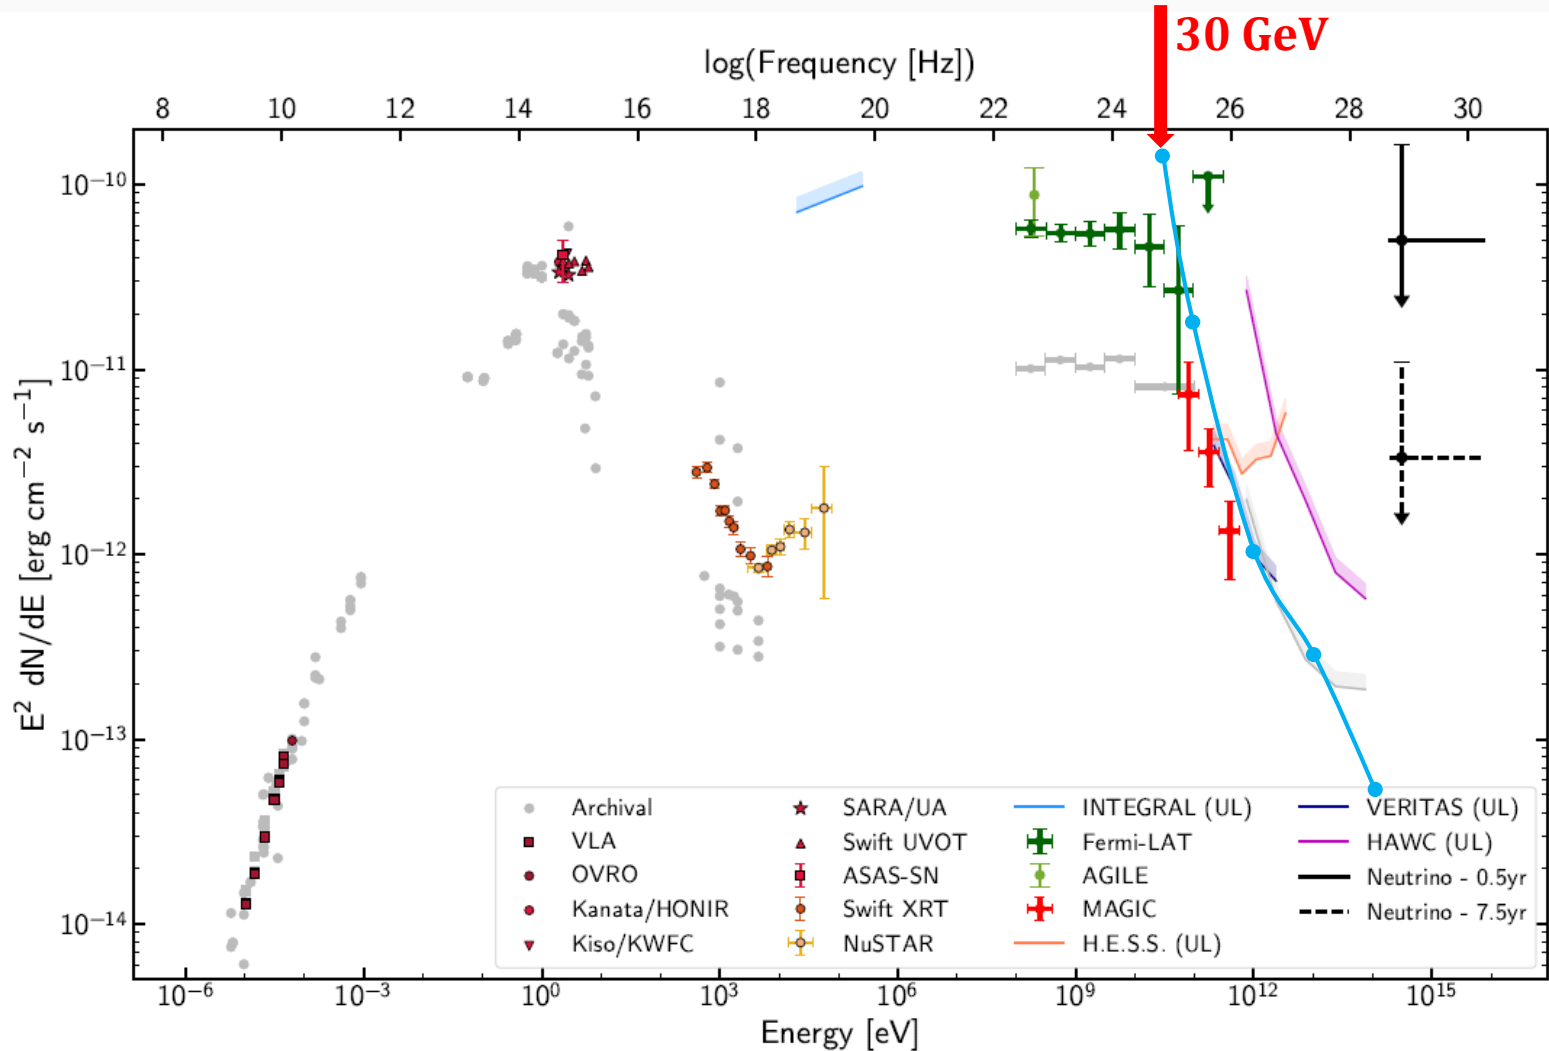 30 GeV
log(Frequency [Hz])
8 10 12 14 16 18 20 22 24 26 28 30
10⁻¹⁰
10⁻¹¹
10⁻¹²
10⁻¹³
10⁻¹⁴
E² dN/dE [erg cm⁻² s⁻¹]
Archival
VLA
OVRO
Kanata/HONIR
Kiso/KWFC
SARA/UA
Swift UVOT
ASAS-SN
Swift XRT
NuSTAR
INTEGRAL (UL)
Fermi-LAT
AGILE
MAGIC
H.E.S.S. (UL)
VERITAS (UL)
HAWC (UL)
Neutrino - 0.5yr
Neutrino - 7.5yr
10⁻⁶ 10⁻³ 10⁰ 10³ 10⁶ 10⁹ 10¹² 10¹⁵
Energy [eV]